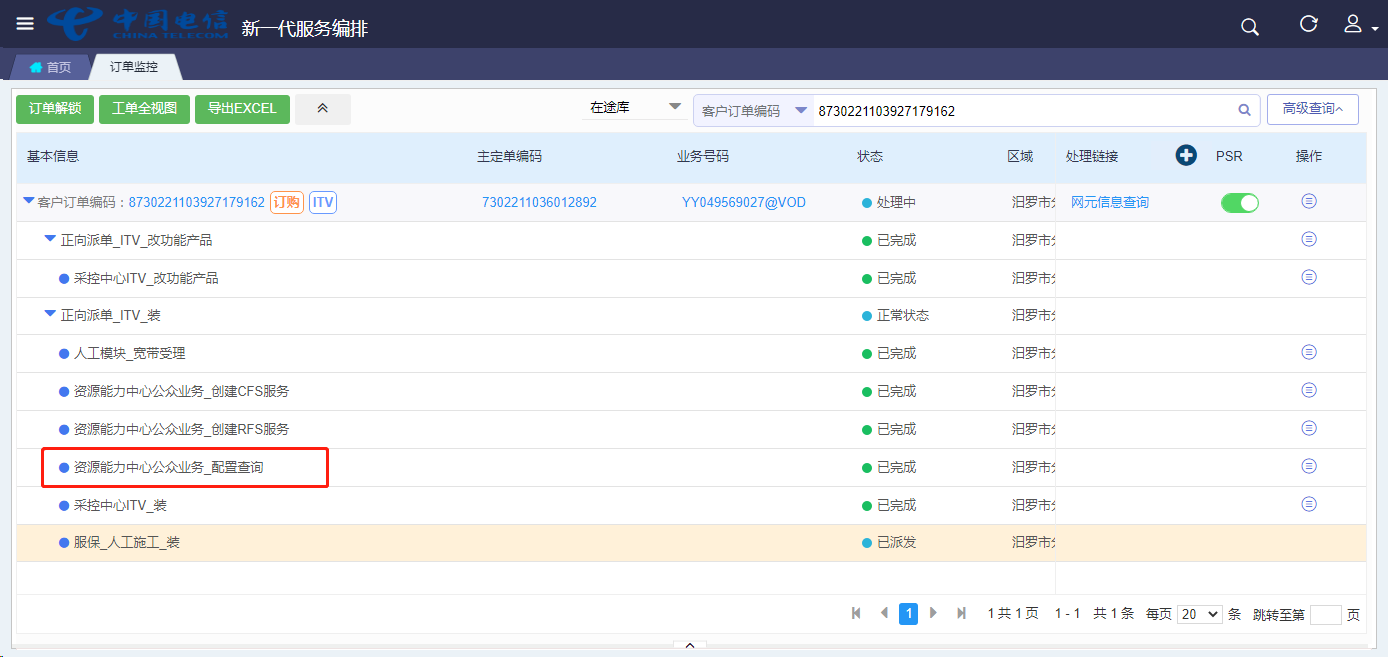 中国电信 CHINA TELECOM 新一代服务编排
首页 订单监控
订单解锁 工单全视图 导出EXCEL 在途库 客户订单编码 8730221103927179162 高级查询
基本信息 主定单编码 业务号码 状态 区域 处理链接 PSR 操作
客户订单编码：8730221103927179162 订购 ITV 7302211036012892 YY049569027@VOD 处理中 汨罗市 网元信息查询
正向派单_ITV_改功能产品 已完成 汨罗市
采控中心ITV_改功能产品 已完成 汨罗市
正向派单_ITV_装 正常状态 汨罗市
人工模块_宽带受理 已完成 汨罗市
资源能力中心公众业务_创建CFS服务 已完成 汨罗市
资源能力中心公众业务_创建RFS服务 已完成 汨罗市
资源能力中心公众业务_配置查询 已完成 汨罗市
采控中心ITV_装 已完成 汨罗市
服保_人工施工_装 已派发 汨罗市
1 1 共 1 页 1 - 1 共 1 条 每页 20 条 跳转至第 页